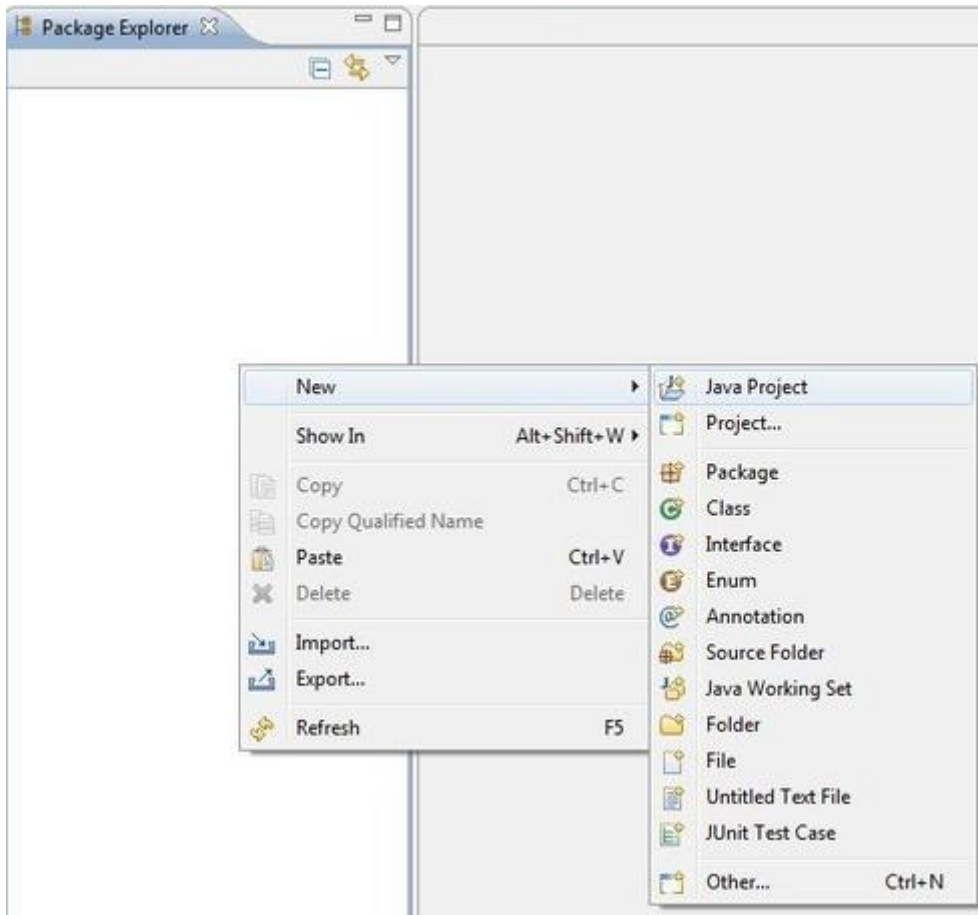 Package Explorer
New
Show In Alt+Shift+W
Copy Ctrl+C
Copy Qualified Name
Paste Ctrl+V
Delete Delete
Import...
Export...
Refresh F5
Java Project
Project...
Package
Class
Interface
Enum
Annotation
Source Folder
Java Working Set
Folder
File
Untitled Text File
JUnit Test Case
Other... Ctrl+N